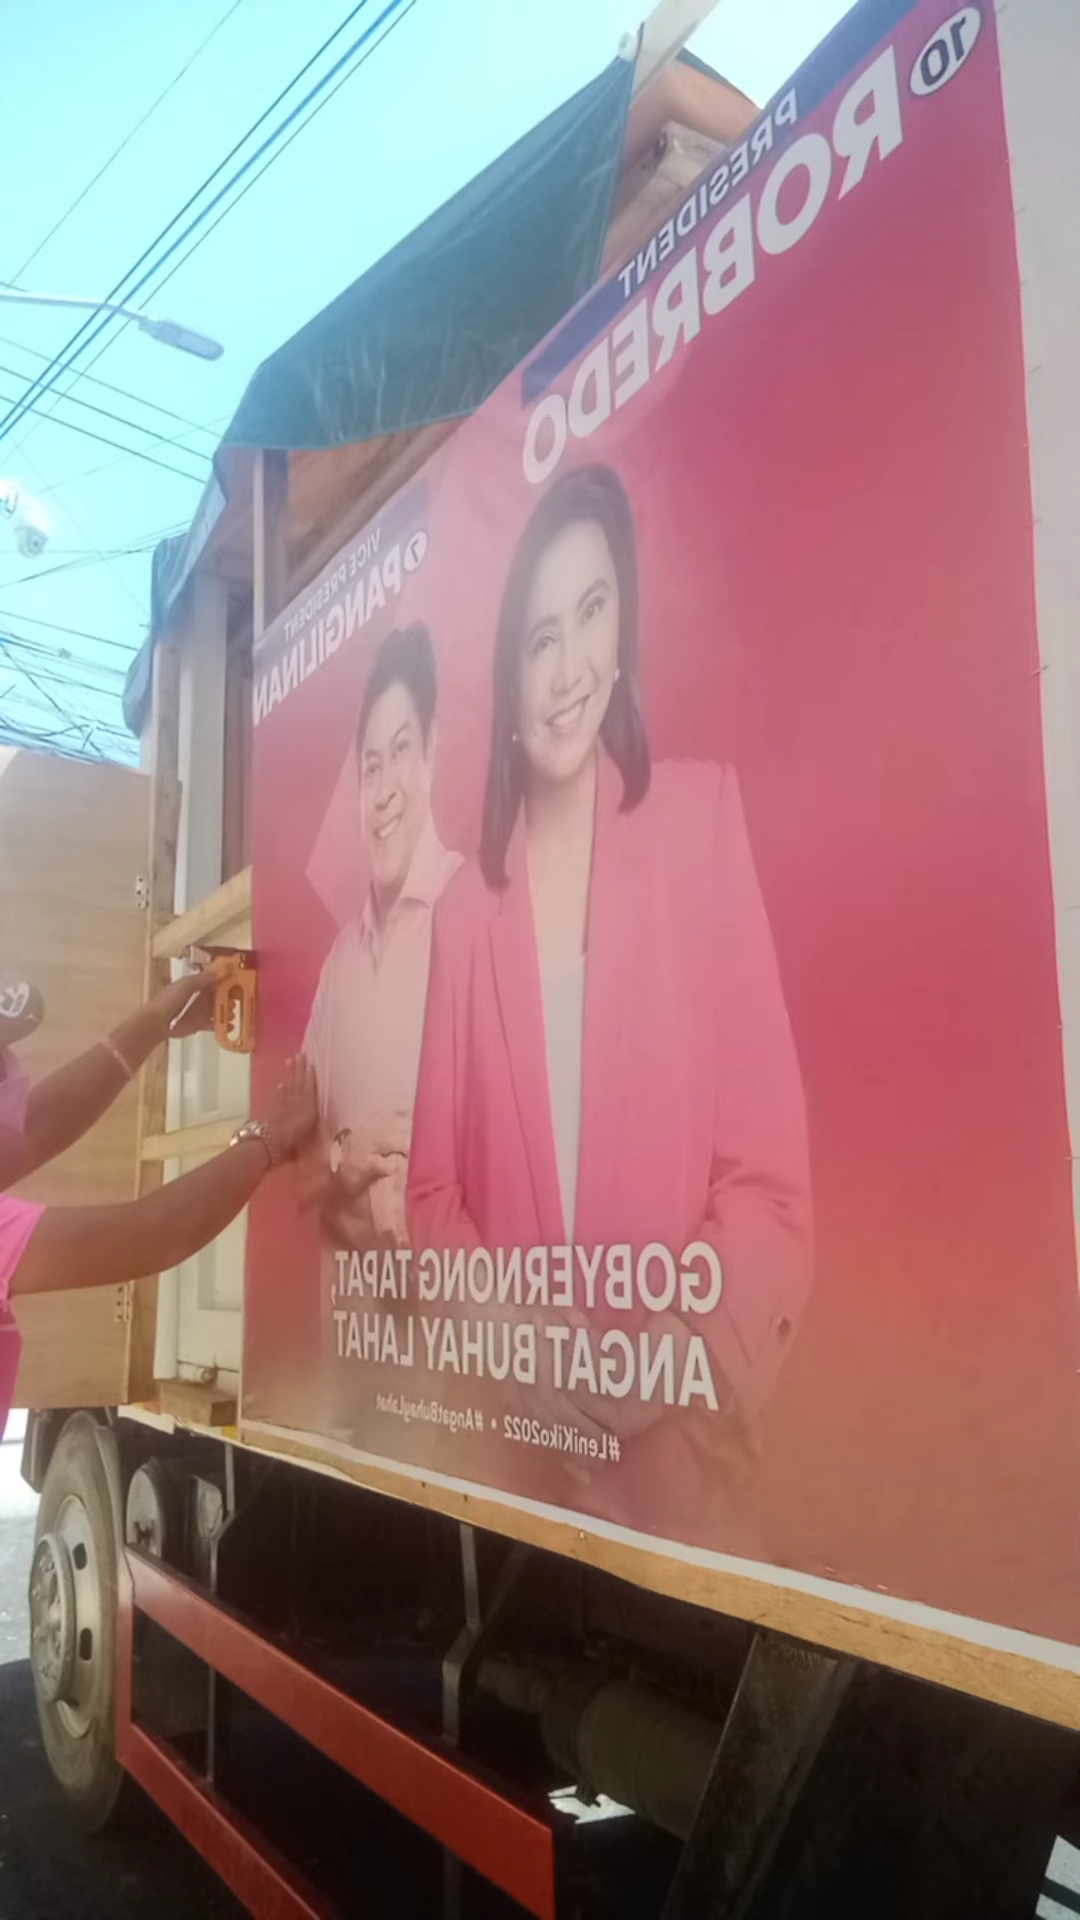 10
PRESIDENT
ROBREDO
VICE PRESIDENT
7 PANGILINAN
GOBYERNONG TAPAT,
ANGAT BUHAY LAHAT
#LeniKiko2022 • #AngatBuhayLahat